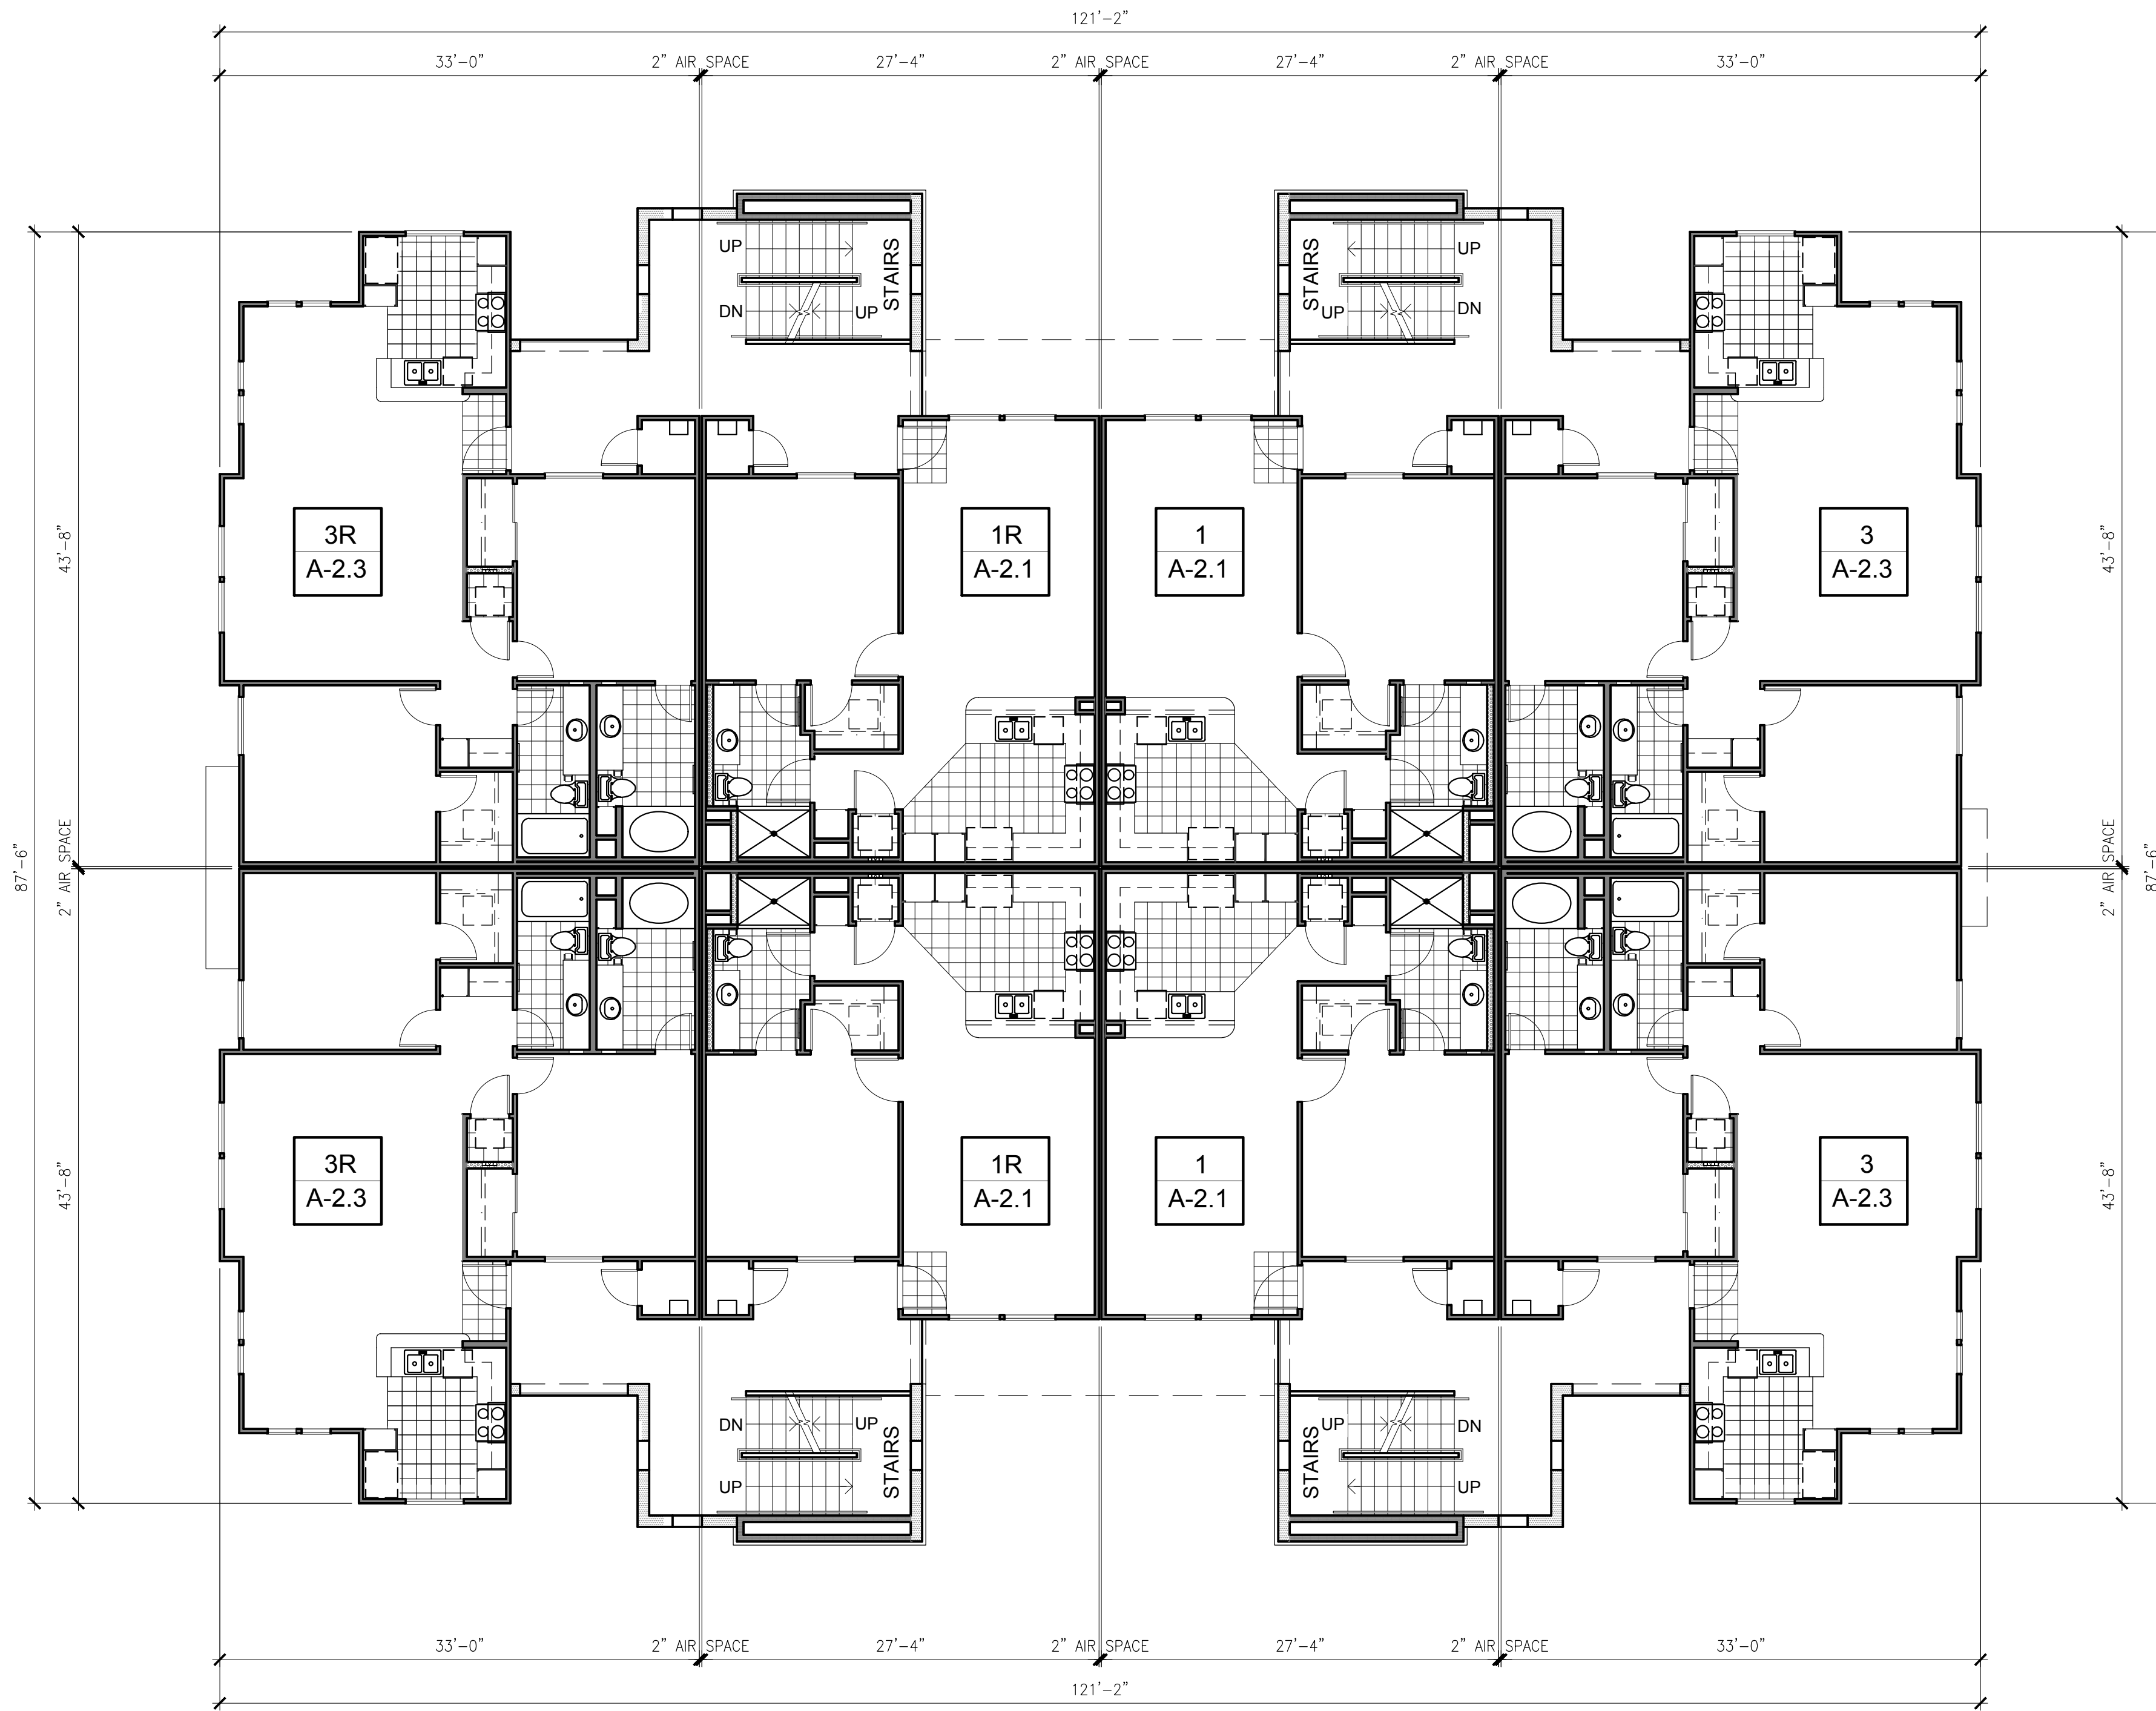 121'-2"
33'-0" 2" AIR SPACE 27'-4" 2" AIR SPACE 27'-4" 2" AIR SPACE 33'-0"
UP STAIRS STAIRS UP
DN UP UP DN
43'-8" 43'-8"
3R 1R 1 3
A-2.3 A-2.1 A-2.1 A-2.3
87'-6" 2" AIR SPACE 2" AIR SPACE 87'-6"
43'-8" 43'-8"
3R 1R 1 3
A-2.3 A-2.1 A-2.1 A-2.3
DN UP UP DN
UP STAIRS STAIRS UP
33'-0" 2" AIR SPACE 27'-4" 2" AIR SPACE 27'-4" 2" AIR SPACE 33'-0"
121'-2"